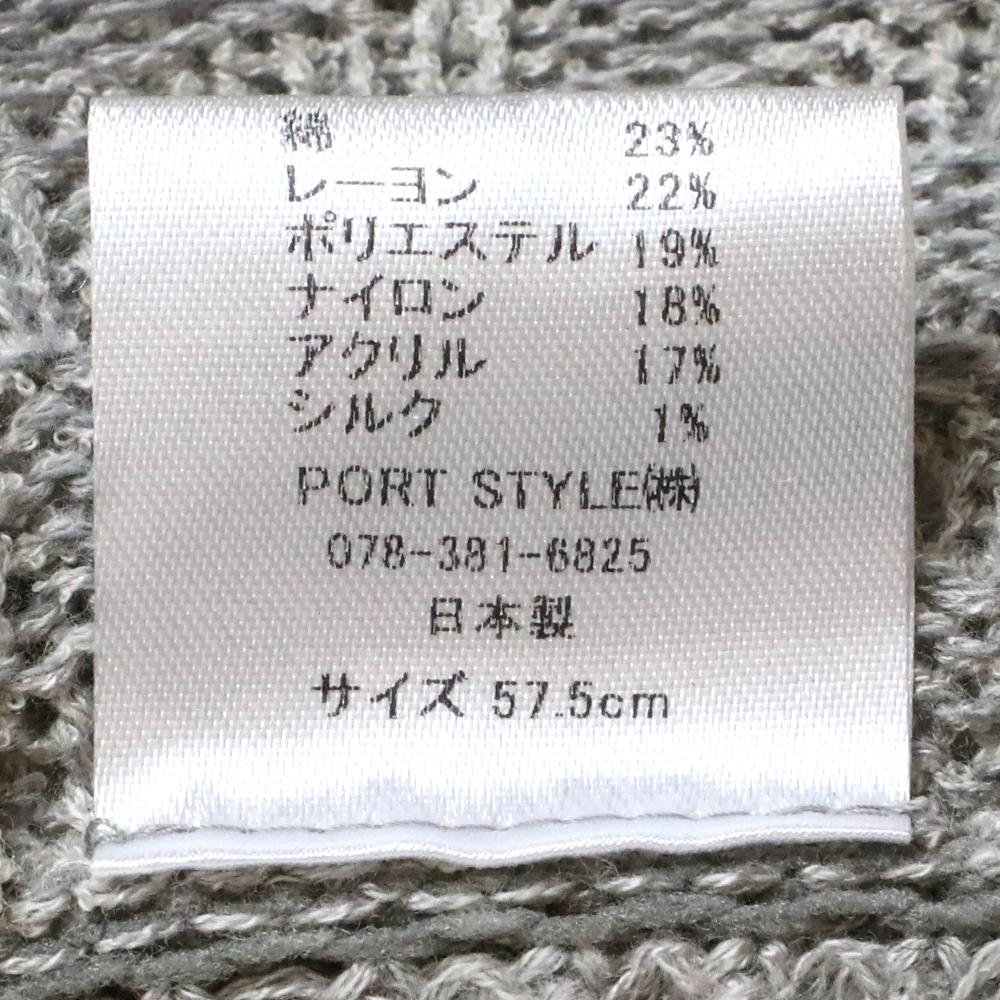 綿 23%
レーヨン 22%
ポリエステル 19%
ナイロン 18%
アクリル 17%
シルク 1%
PORT STYLE㈱
078-381-6825
日本製
サイズ 57.5cm